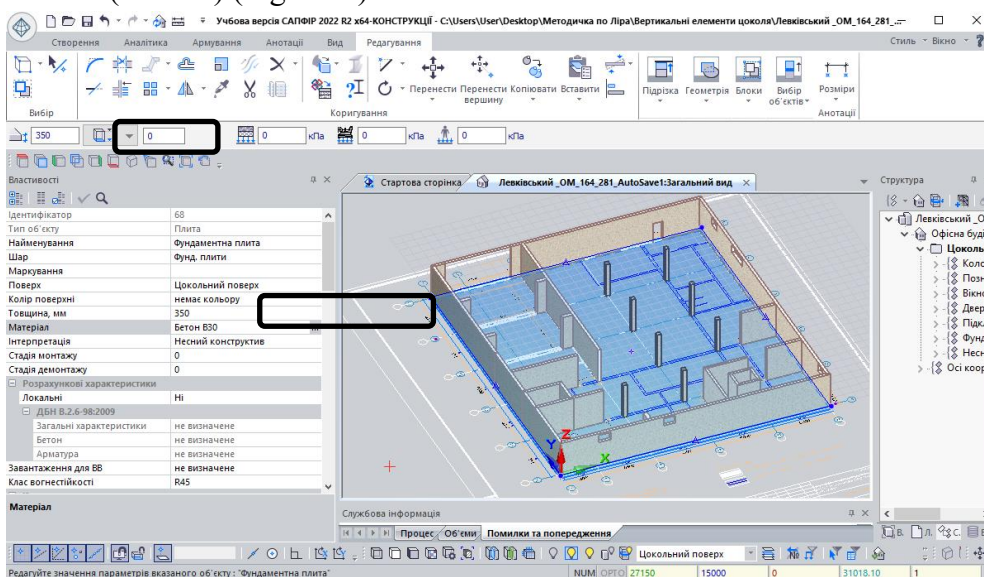 Учбова версія САПФІР 2022 R2 x64-КОНСТРУКЦІЇ - C:\Users\User\Desktop\Методичка по Ліра\Вертикальні елементи цоколя\Левківський _ОМ_164_281_...
Створення Аналітика Армування Анотації Вид Редагування Стиль Вікно
Перенести Перенести вершину Копіювати Вставити Підрізка Геометрія Блоки Вибір об'єктів Розміри
Вибір Коригування Анотації
350 0 0 кПа 0 кПа 0 кПа
Властивості
Стартова сторінка Левківський _ОМ_164_281_AutoSave1:Загальний вид
Структура
Ідентифікатор 68
Тип об'єкту Плита
Найменування Фундаментна плита
Шар Фунд. плити
Маркування
Поверх Цокольний поверх
Колір поверхні немає кольору
Товщина, мм 350
Матеріал Бетон B30
Інтерпретація Несний конструктив
Стадія монтажу 0
Стадія демонтажу 0
Розрахункові характеристики
Локальні Ні
ДБН В.2.6-98:2009
Загальні характеристики не визначене
Бетон не визначене
Арматура не визначене
Завантаження для ВВ не визначене
Клас вогнестійкості R45
Матеріал
Z
Y
X
Левківський _О
Офісна буді
Цоколь
Коло
Позн
Вікно
Двер
Підк
Фунд
Несн
Осі коор
Службова інформація
Процес Об'єми Помилки та попередження
В. Л. С.
Цокольний поверх
Редагуйте значення параметрів вказаного об'єкту : "Фундаментна плита"
NUM ОРТО 27150 15000 0 31018.10 1